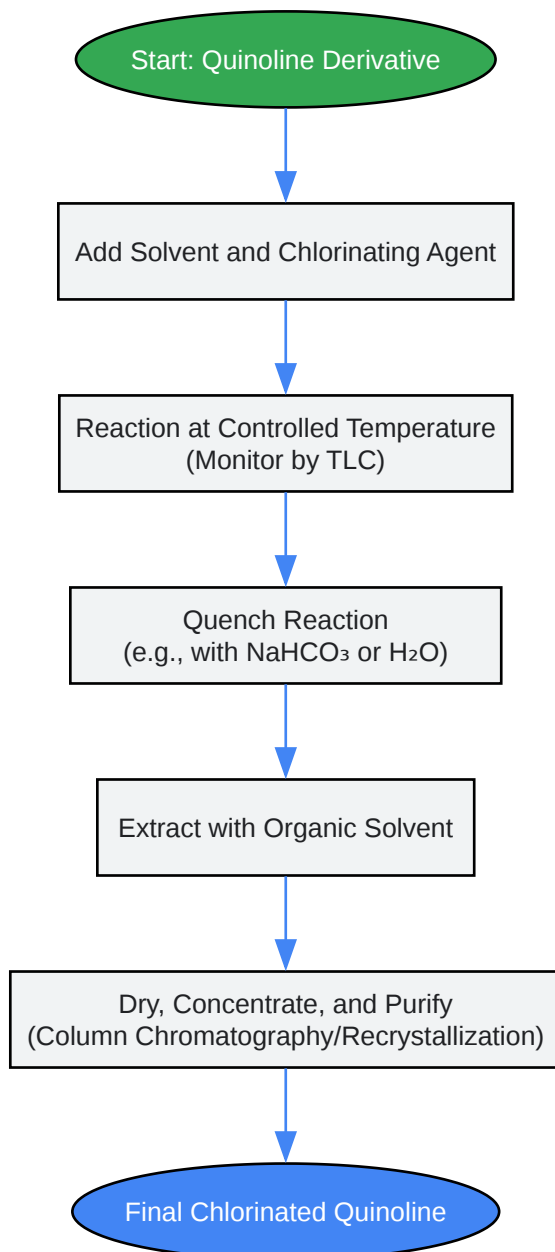 Start: Quinoline Derivative
Add Solvent and Chlorinating Agent
Reaction at Controlled Temperature
(Monitor by TLC)
Quench Reaction
(e.g., with NaHCO₃ or H₂O)
Extract with Organic Solvent
Dry, Concentrate, and Purify
(Column Chromatography/Recrystallization)
Final Chlorinated Quinoline